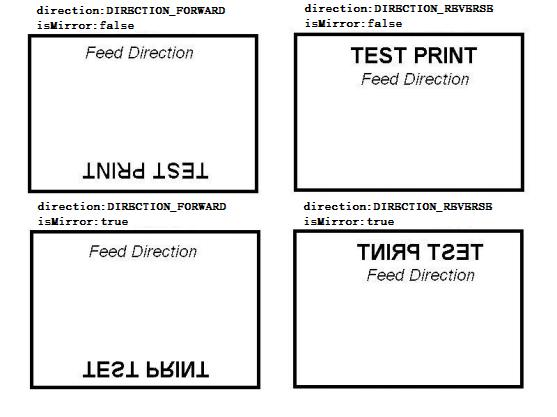 direction:DIRECTION_FORWARD
isMirror:false
Feed Direction
TEST PRINT
direction:DIRECTION_REVERSE
isMirror:false
TEST PRINT
Feed Direction
direction:DIRECTION_FORWARD
isMirror:true
Feed Direction
TEST PRINT
direction:DIRECTION_REVERSE
isMirror:true
TEST PRINT
Feed Direction